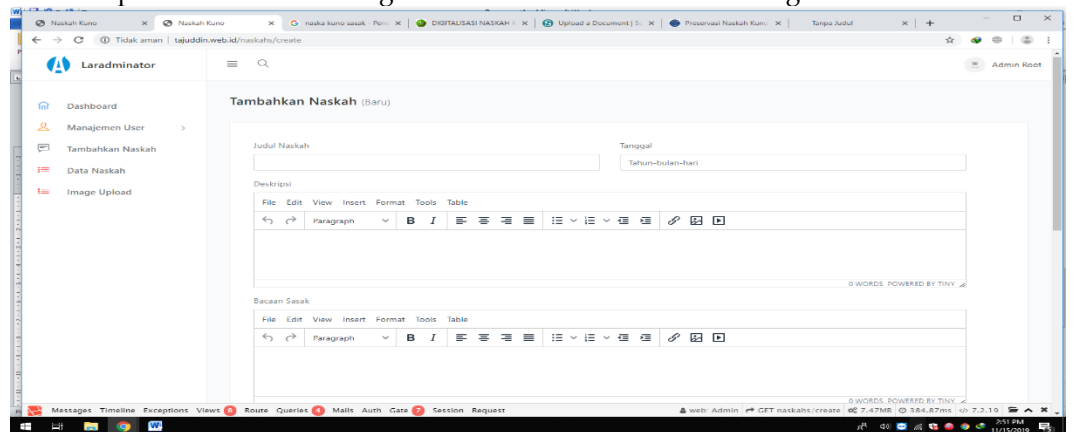 Naskah Kuno
Naskah Kuno
naska kuno sasak - Pen
DIGITALISASI NASKAH
Upload a Document | Sc
Preservasi Naskah Kuno
Tanpa Judul
Tidak aman | tajuddin.web.id/naskahs/create
Laradminator
Admin Root
Dashboard
Manajemen User
Tambahkan Naskah
Data Naskah
Image Upload
Tambahkan Naskah (Baru)
Judul Naskah
Tanggal
Tahun-bulan-hari
Deskripsi
File Edit View Insert Format Tools Table
Paragraph B I
0 WORDS POWERED BY TINY
Bacaan Sasak
File Edit View Insert Format Tools Table
Paragraph B I
0 WORDS POWERED BY TINY
Messages Timeline Exceptions Views 8 Route Queries 4 Mails Auth Gate 7 Session Request web: Admin GET naskahs/create 7.47MB 384.87ms 7.2.19
2:51 PM
11/15/2019